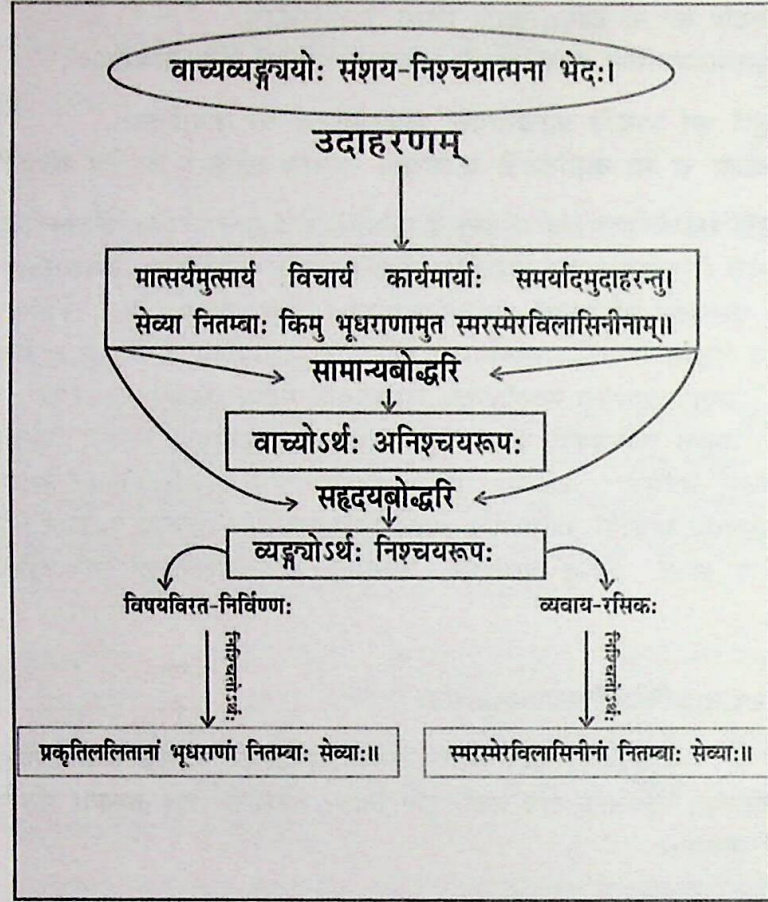 वाच्यव्यङ्ग्ययोः संशय-निश्चयात्मना भेदः।
उदाहरणम्
मात्सर्यमुत्सार्य विचार्य कार्यमार्याः समर्यादमुदाहरन्तु।
सेव्या नितम्बाः किमु भूधराणामुत स्मरस्मेरविलासिनीनाम्॥
सामान्यबोद्धरि
वाच्योऽर्थः अनिश्चयरूपः
सहृदयबोद्धरि
व्यङ्ग्योऽर्थः निश्चयरूपः
विषयविरत-निर्विण्णः
व्यवाय-रसिकः
निश्चितोऽर्थः
निश्चितोऽर्थः
प्रकृतिललितानां भूधराणां नितम्बाः सेव्याः॥
स्मरस्मेरविलासिनीनां नितम्बाः सेव्याः॥